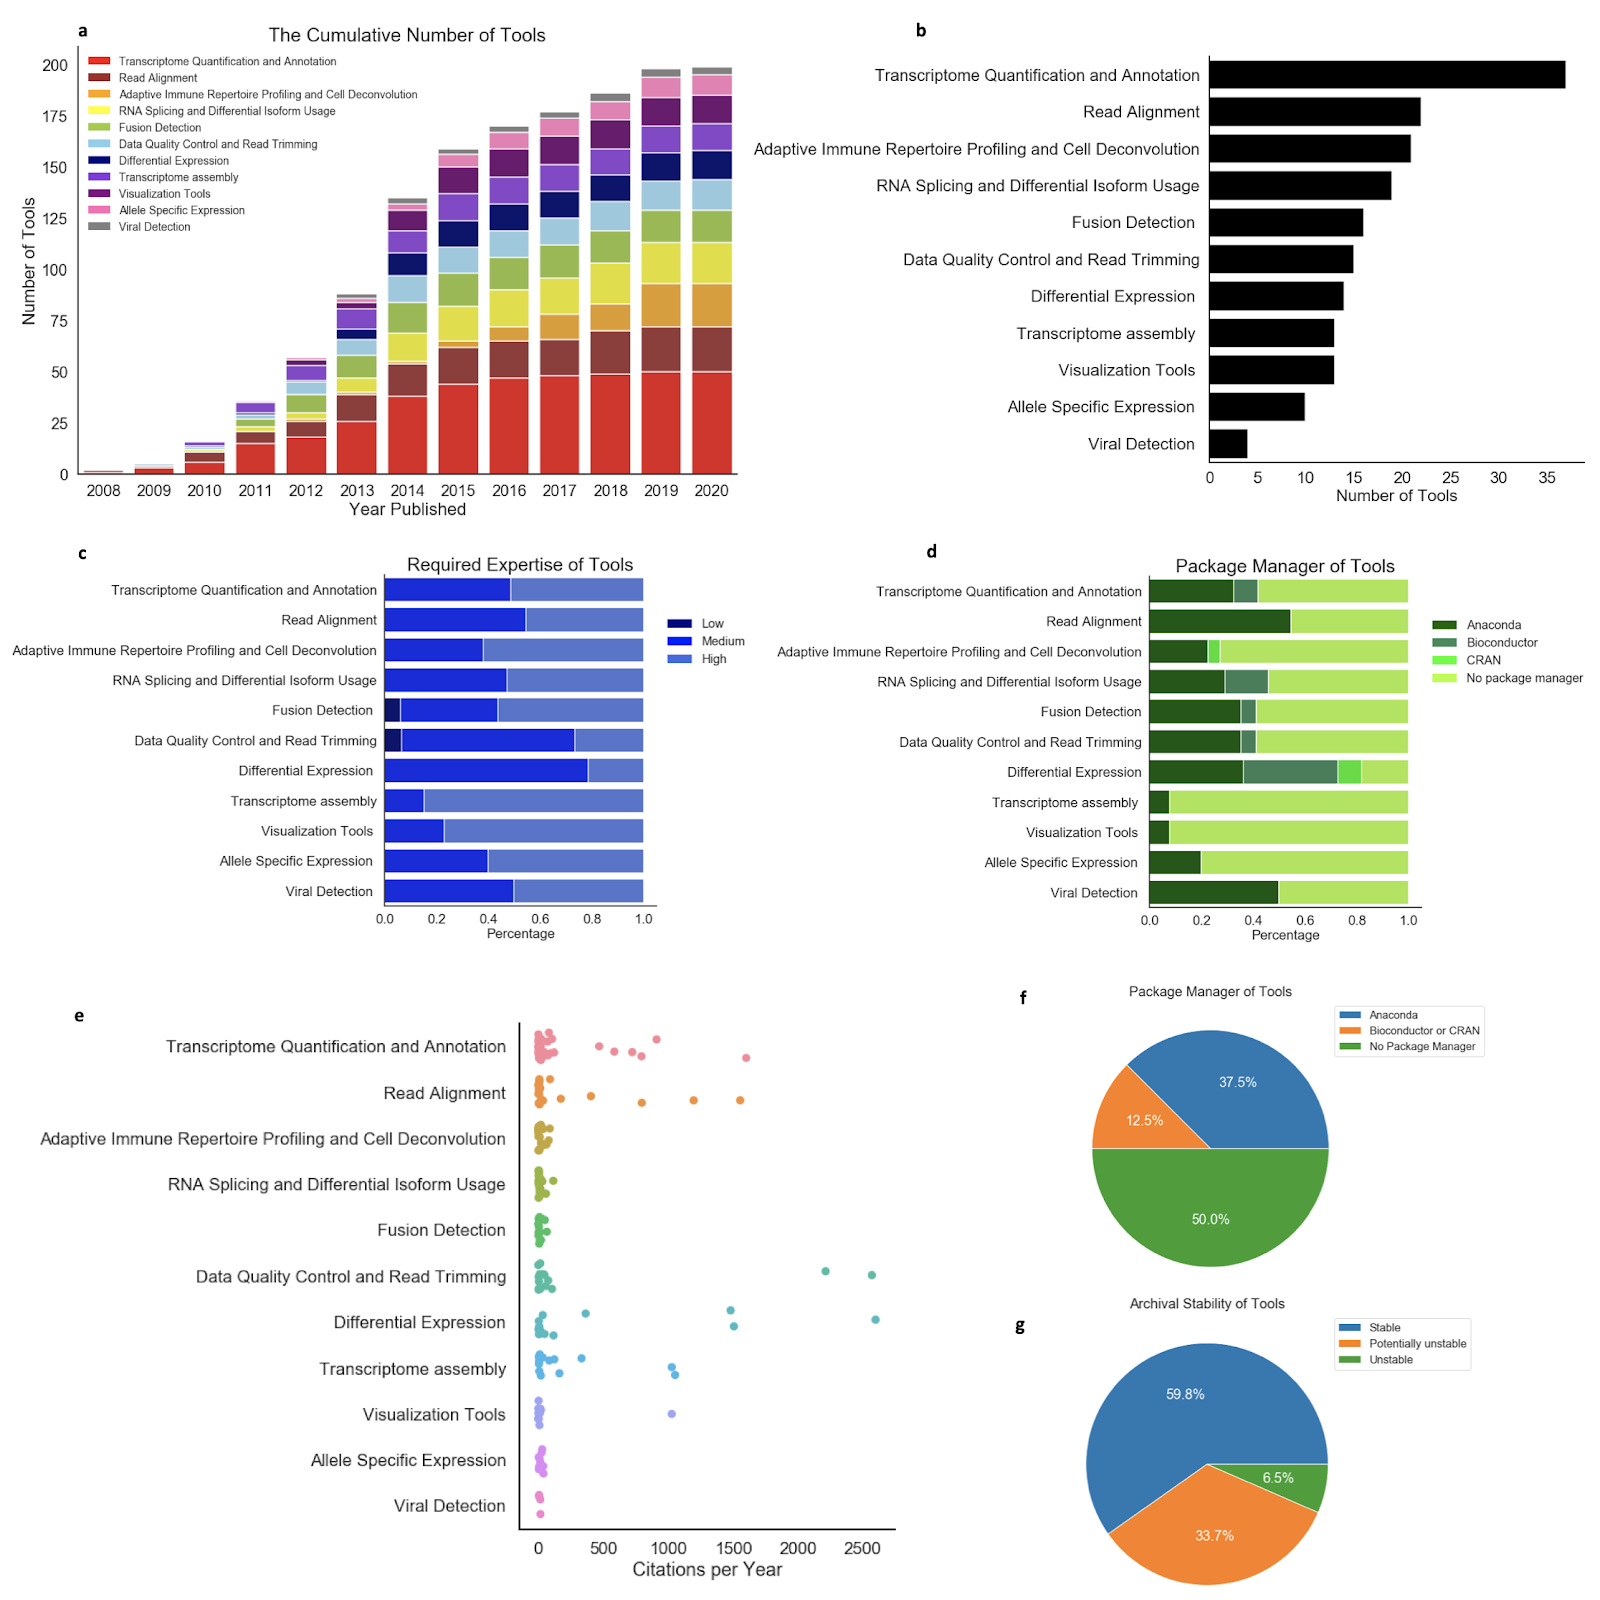 a
The Cumulative Number of Tools
Transcriptome Quantification and Annotation
Read Alignment
Adaptive Immune Repertoire Profiling and Cell Deconvolution
RNA Splicing and Differential Isoform Usage
Fusion Detection
Data Quality Control and Read Trimming
Differential Expression
Transcriptome assembly
Visualization Tools
Allele Specific Expression
Viral Detection
Number of Tools
200
175
150
125
100
75
50
25
0
2008 2009 2010 2011 2012 2013 2014 2015 2016 2017 2018 2019 2020
Year Published
b
Transcriptome Quantification and Annotation
Read Alignment
Adaptive Immune Repertoire Profiling and Cell Deconvolution
RNA Splicing and Differential Isoform Usage
Fusion Detection
Data Quality Control and Read Trimming
Differential Expression
Transcriptome assembly
Visualization Tools
Allele Specific Expression
Viral Detection
0 5 10 15 20 25 30 35
Number of Tools
c
Required Expertise of Tools
Transcriptome Quantification and Annotation
Read Alignment
Adaptive Immune Repertoire Profiling and Cell Deconvolution
RNA Splicing and Differential Isoform Usage
Fusion Detection
Data Quality Control and Read Trimming
Differential Expression
Transcriptome assembly
Visualization Tools
Allele Specific Expression
Viral Detection
0.0 0.2 0.4 0.6 0.8 1.0
Percentage
Low
Medium
High
d
Package Manager of Tools
Transcriptome Quantification and Annotation
Read Alignment
Adaptive Immune Repertoire Profiling and Cell Deconvolution
RNA Splicing and Differential Isoform Usage
Fusion Detection
Data Quality Control and Read Trimming
Differential Expression
Transcriptome assembly
Visualization Tools
Allele Specific Expression
Viral Detection
0.0 0.2 0.4 0.6 0.8 1.0
Percentage
Anaconda
Bioconductor
CRAN
No package manager
e
Transcriptome Quantification and Annotation
Read Alignment
Adaptive Immune Repertoire Profiling and Cell Deconvolution
RNA Splicing and Differential Isoform Usage
Fusion Detection
Data Quality Control and Read Trimming
Differential Expression
Transcriptome assembly
Visualization Tools
Allele Specific Expression
Viral Detection
0 500 1000 1500 2000 2500
Citations per Year
f
Package Manager of Tools
Anaconda
Bioconductor or CRAN
No Package Manager
37.5%
12.5%
50.0%
g
Archival Stability of Tools
Stable
Potentially unstable
Unstable
59.8%
6.5%
33.7%